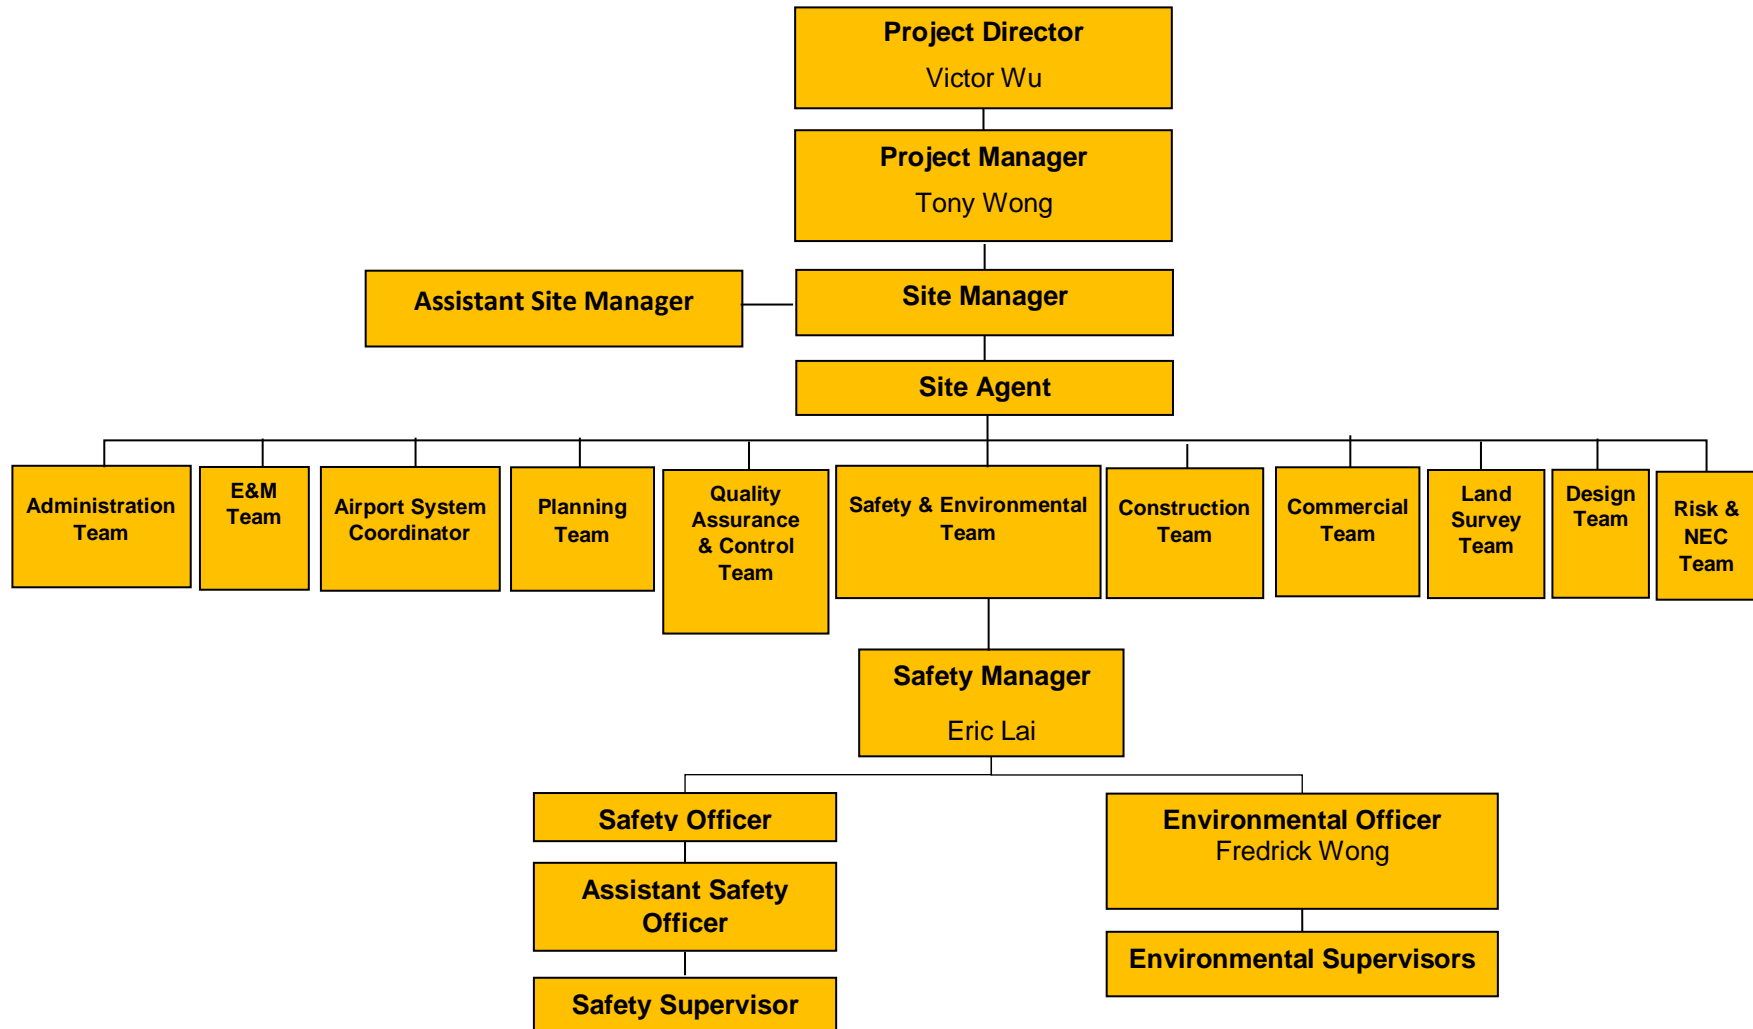 Project Director
Victor Wu
Project Manager
Tony Wong
Assistant Site Manager
Site Manager
Site Agent
Administration
Team
E&M
Team
Airport System
Coordinator
Planning
Team
Quality
Assurance
& Control
Team
Safety & Environmental
Team
Construction
Team
Commercial
Team
Land
Survey
Team
Design
Team
Risk &
NEC
Team
Safety Manager
Eric Lai
Safety Officer
Assistant Safety
Officer
Safety Supervisor
Environmental Officer
Fredrick Wong
Environmental Supervisors